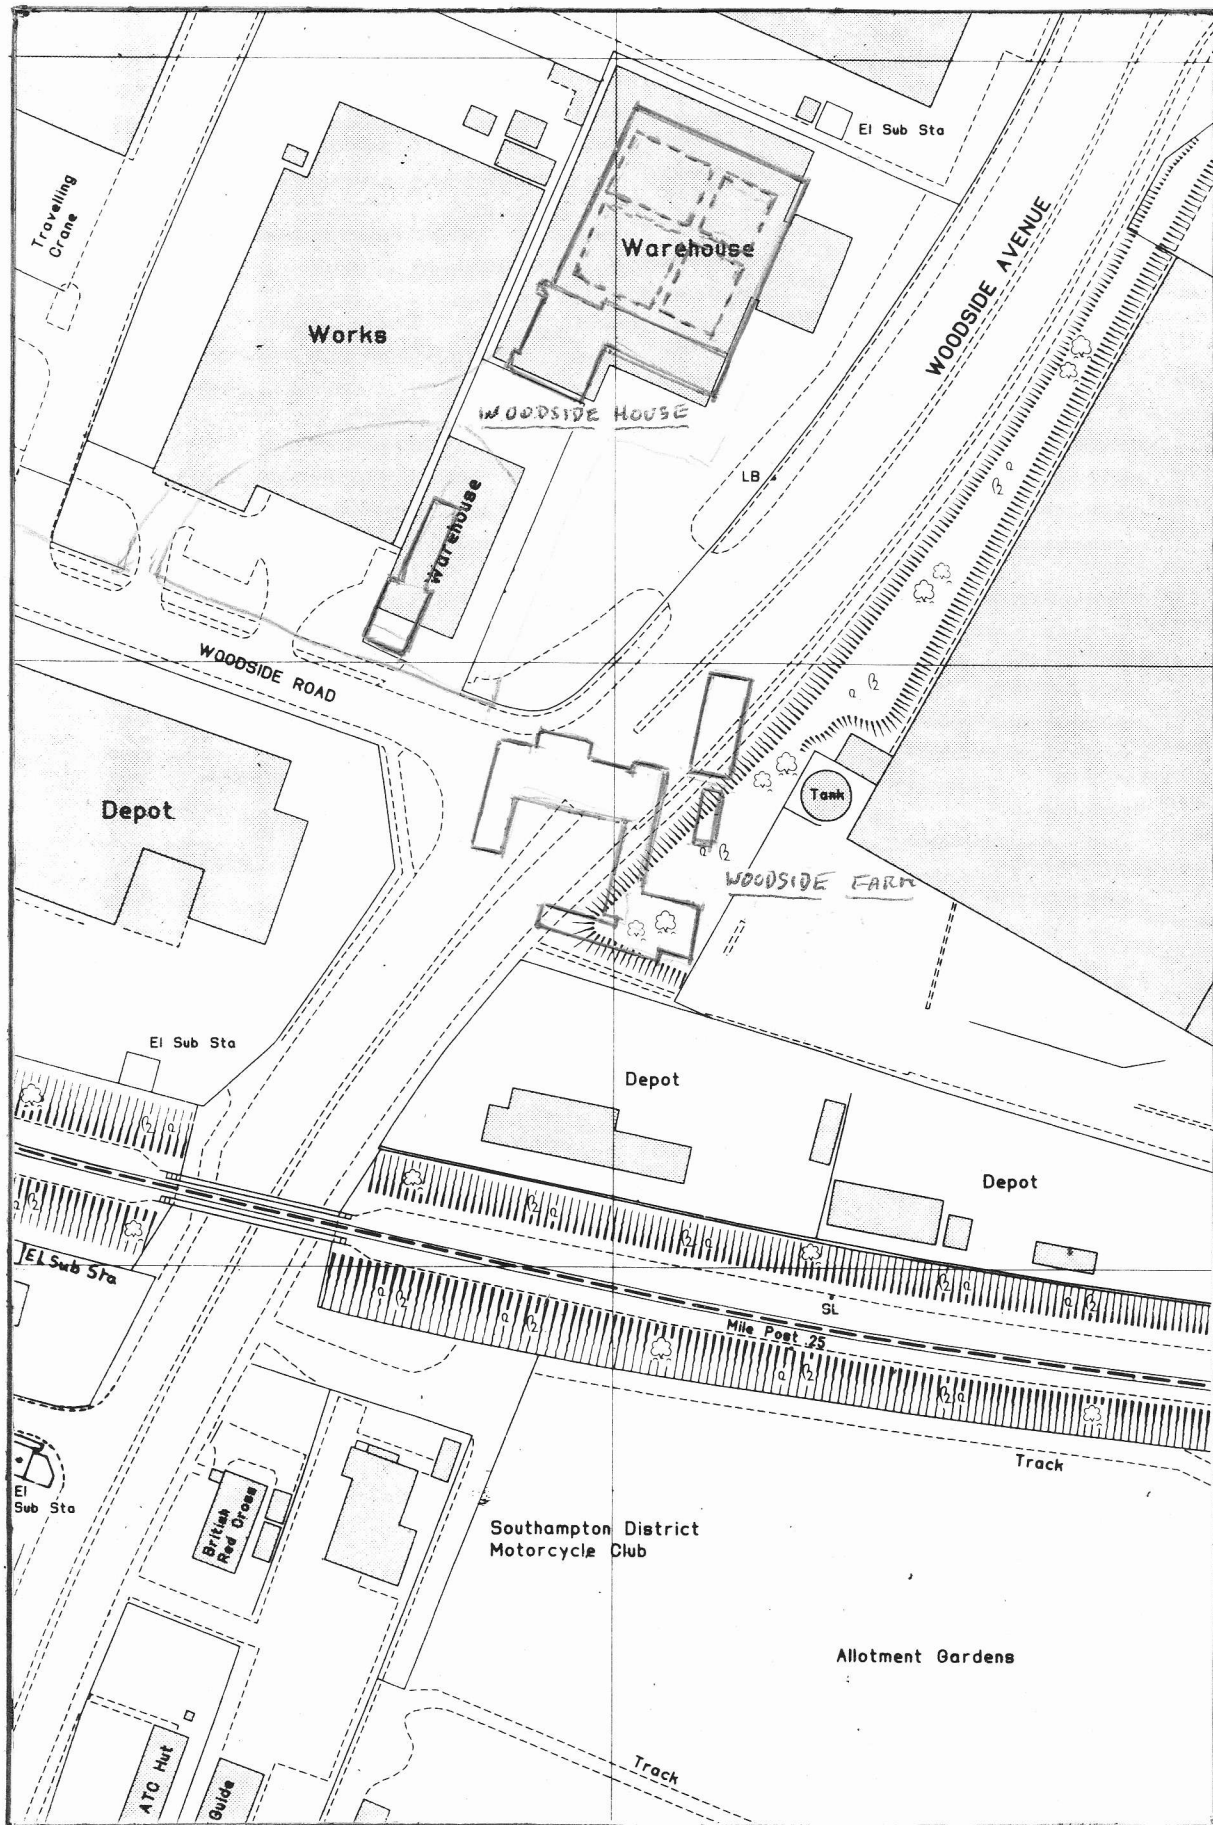 El Sub Sta
Travelling
Crane
Warehouse
WOODSIDE AVENUE
Works
WOODSIDE HOUSE
LB
Warehouse
WOODSIDE ROAD
Depot
Tank
WOODSIDE FARM
El Sub Sta
Depot
Depot
El Sub Sta
SL
Mile Post 25
Track
El
Sub Sta
British
Red Cross
Southampton District
Motorcycle Club
Allotment Gardens
Track
ATC Hut
Guide